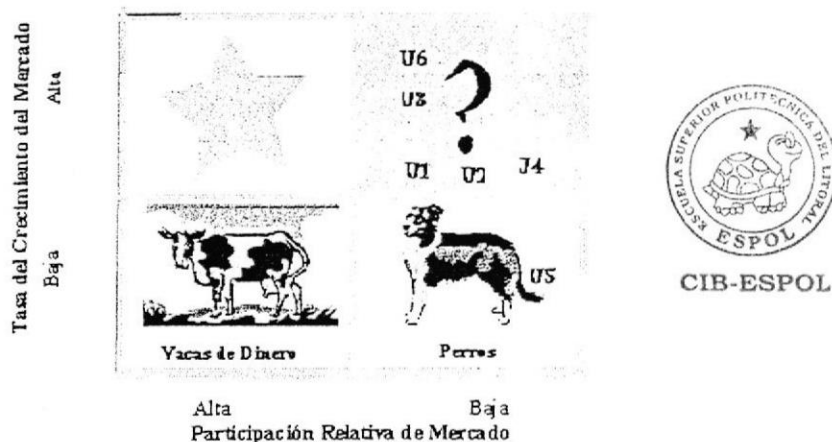 Tasa del Crecimiento del Mercado
Alta
Baja
U6
U3
U1 U2 J4
U5
Vacas de Dinero
Perros
Alta
Baja
Participación Relativa de Mercado
ESCUELA SUPERIOR POLITECNICA DEL LITORAL
ESPOL
CIB-ESPOL